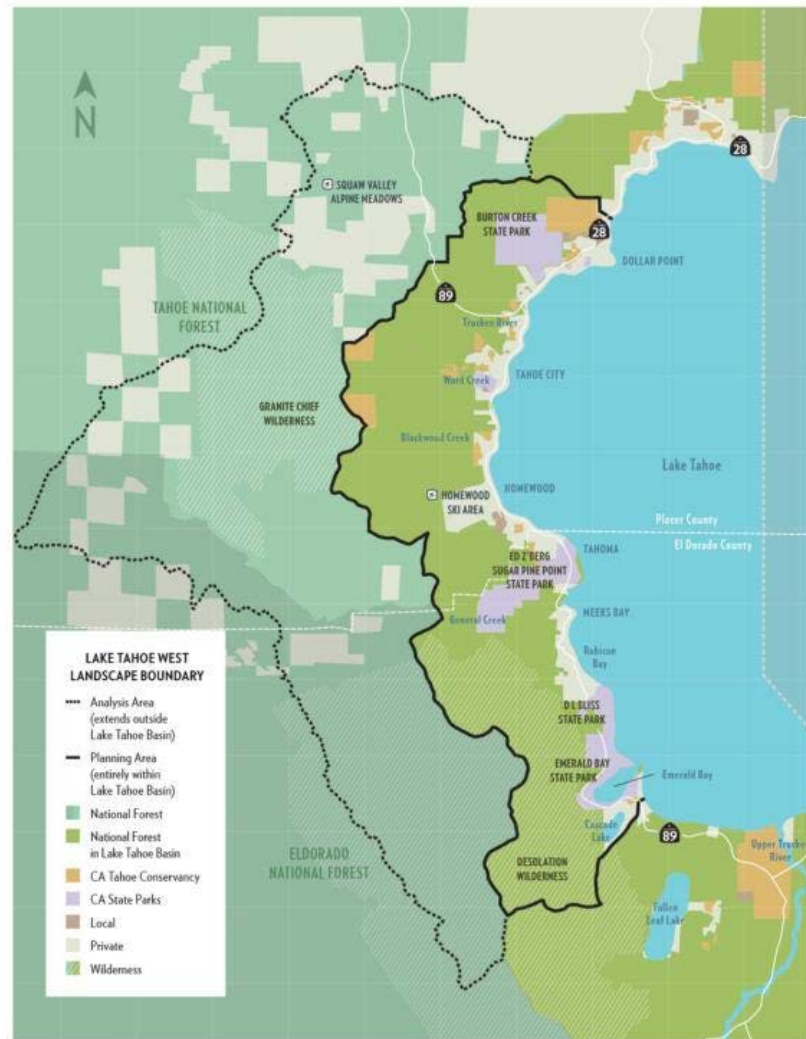 N
28
SQUAW VALLEY
ALPINE MEADOWS
BURTON CREEK
STATE PARK
28
DOLLAR POINT
89
TAHOE NATIONAL
FOREST
Truckee River
TAHOE CITY
Ward Creek
GRANITE CHIEF
WILDERNESS
Blackwood Creek
Lake Tahoe
HOMEWOOD
HOMEWOOD
SKI AREA
Placer County
El Dorado County
TAHOMA
ED Z'BERG
SUGAR PINE POINT
STATE PARK
MEEKS BAY
General Creek
Rubicon
Bay
D L BLISS
STATE PARK
EMERALD BAY
STATE PARK
Emerald Bay
Cascade
Lake
89
Upper Truckee
River
ELDORADO
NATIONAL FOREST
DESOLATION
WILDERNESS
Fallen
Leaf Lake
LAKE TAHOE WEST
LANDSCAPE BOUNDARY
Analysis Area
(extends outside
Lake Tahoe Basin)
Planning Area
(entirely within
Lake Tahoe Basin)
National Forest
National Forest
in Lake Tahoe Basin
CA Tahoe Conservancy
CA State Parks
Local
Private
Wilderness